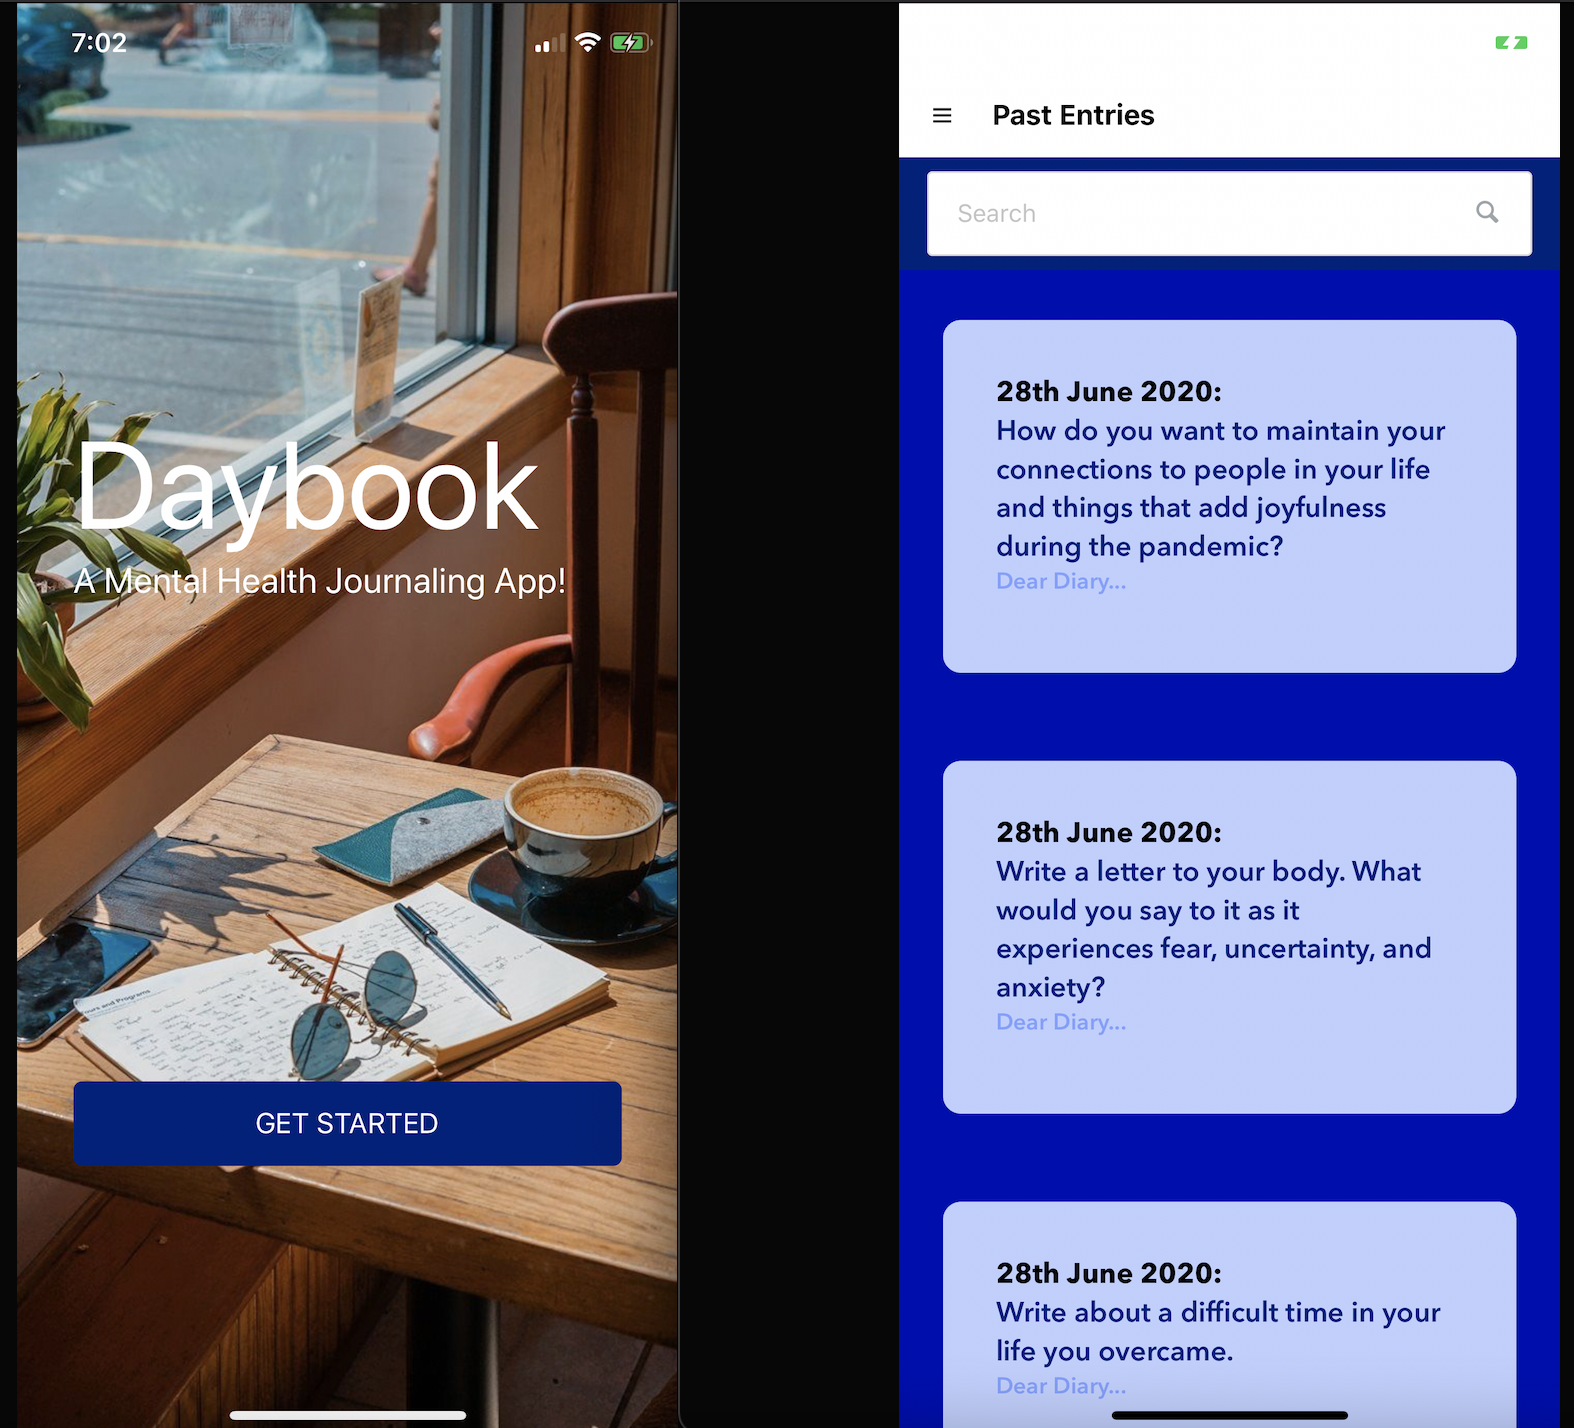 7:02
Daybook
A Mental Health Journaling App!
GET STARTED
Past Entries
Search
28th June 2020:
How do you want to maintain your
connections to people in your life
and things that add joyfulness
during the pandemic?
Dear Diary...
28th June 2020:
Write a letter to your body. What
would you say to it as it
experiences fear, uncertainty, and
anxiety?
Dear Diary...
28th June 2020:
Write about a difficult time in your
life you overcame.
Dear Diary...